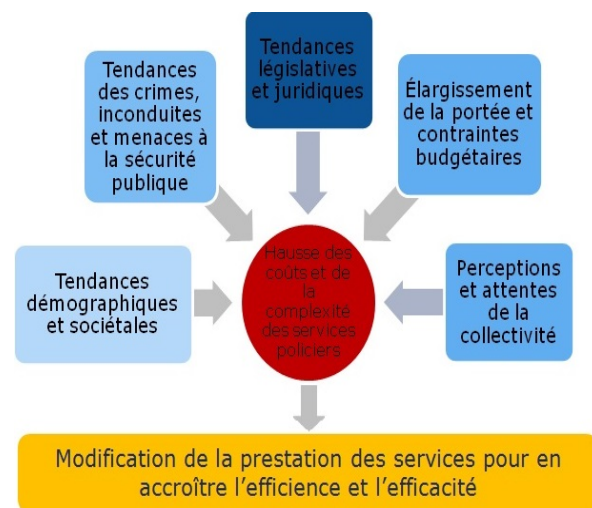 Tendances
législatives
et juridiques
Tendances
des crimes,
inconduites
et menaces à
la sécurité
publique
Élargissement
de la portée et
contraintes
budgétaires
Tendances
démographiques
et sociétales
Hausse des
coûts et de
la
complexité
des services
policiers
Perceptions
et attentes
de la
collectivité
Modification de la prestation des services pour en
accroître l'efficience et l'efficacité